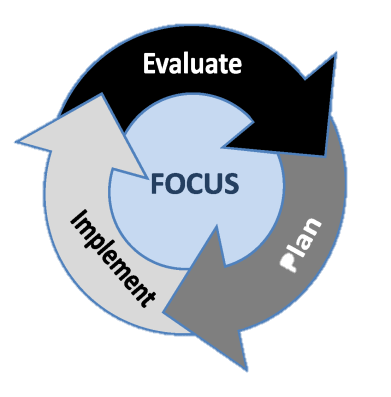 Evaluate
FOCUS
Plan
Implement